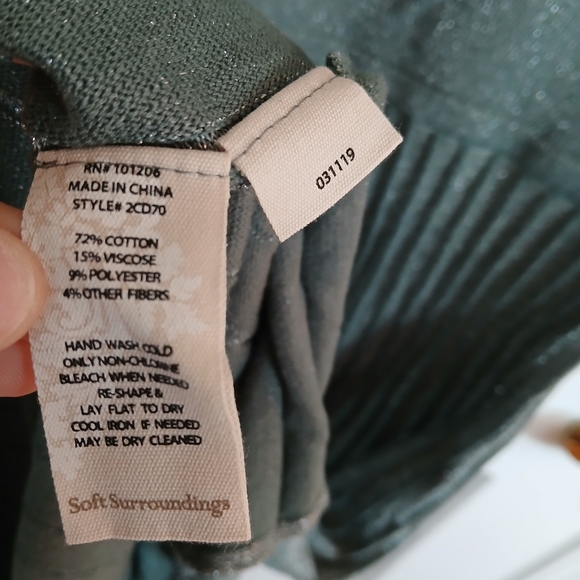 RN# 101206
MADE IN CHINA
STYLE# 2CD70
72% COTTON
15% VISCOSE
9% POLYESTER
4% OTHER FIBERS
HAND WASH COLD
ONLY NON-CHLORINE
BLEACH WHEN NEEDED
RE-SHAPE &
LAY FLAT TO DRY
COOL IRON IF NEEDED
MAY BE DRY CLEANED
Soft Surroundings
031119